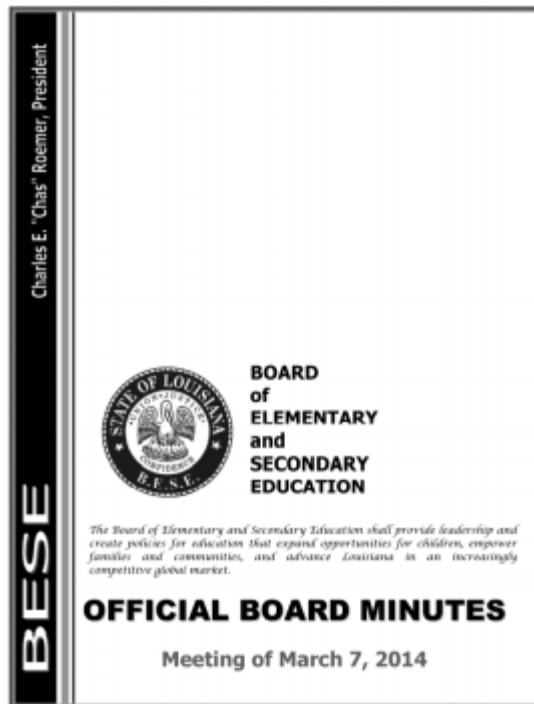 Charles E. "Chas" Roemer, President
BESE
STATE OF LOUISIANA
UNION JUSTICE
CONFIDENCE
B.E.S.E.
BOARD
of
ELEMENTARY
and
SECONDARY
EDUCATION
The Board of Elementary and Secondary Education shall provide leadership and
create policies for education that expand opportunities for children, empower
families and communities, and advance Louisiana in an increasingly
competitive global market.
OFFICIAL BOARD MINUTES
Meeting of March 7, 2014